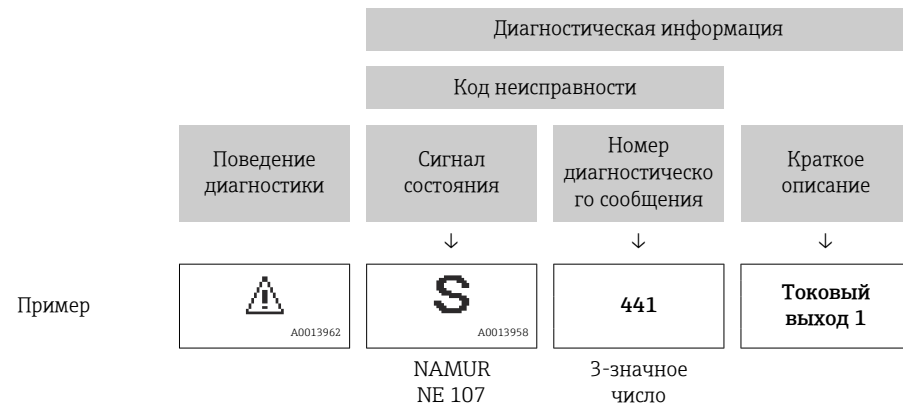 Диагностическая информация
Код неисправности
Поведение
диагностики
Сигнал
состояния
Номер
диагностическо
го сообщения
Краткое
описание
↓ ↓ ↓
Пример
A0013962
S
A0013958
441
Токовый
выход 1
NAMUR
NE 107
3-значное
число